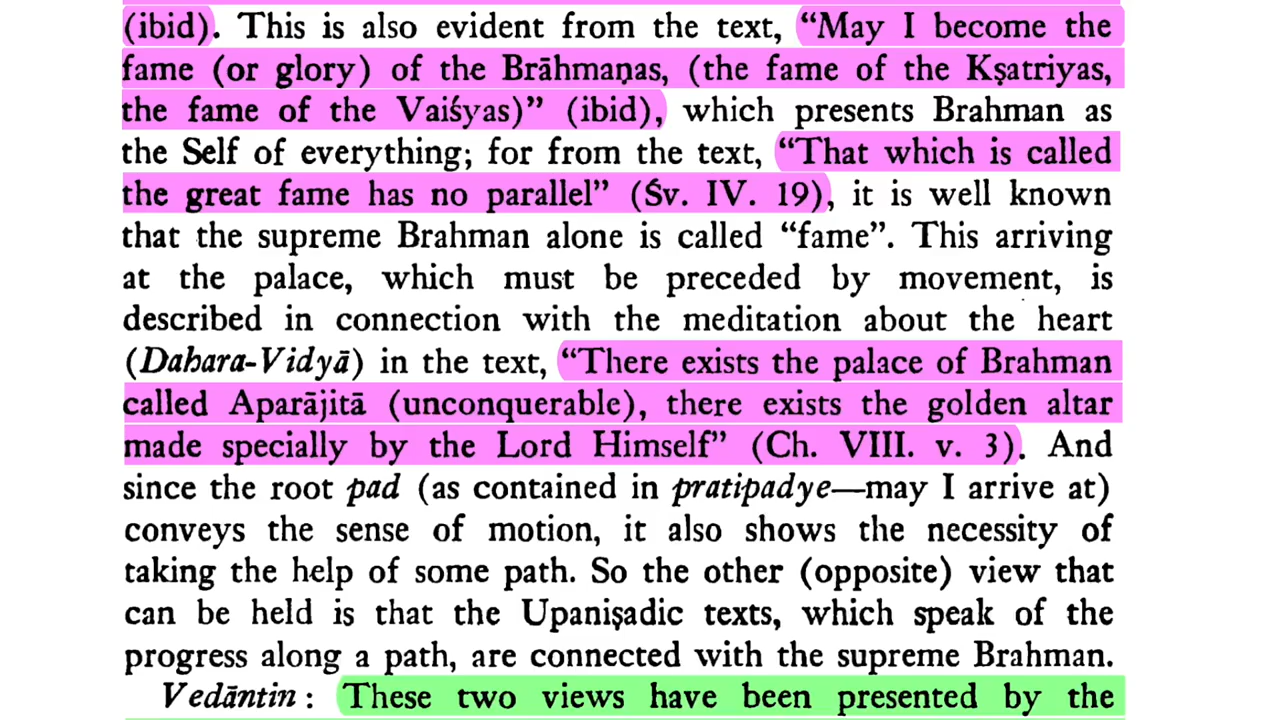 (ibid). This is also evident from the text, “May I become the
fame (or glory) of the Brāhmaṇas, (the fame of the Kṣatriyas,
the fame of the Vaiśyas)” (ibid), which presents Brahman as
the Self of everything; for from the text, “That which is called
the great fame has no parallel” (Śv. IV. 19), it is well known
that the supreme Brahman alone is called “fame”. This arriving
at the palace, which must be preceded by movement, is
described in connection with the meditation about the heart
(Dahara-Vidyā) in the text, “There exists the palace of Brahman
called Aparājitā (unconquerable), there exists the golden altar
made specially by the Lord Himself” (Ch. VIII. v. 3). And
since the root pad (as contained in pratipadye—may I arrive at)
conveys the sense of motion, it also shows the necessity of
taking the help of some path. So the other (opposite) view that
can be held is that the Upaniṣadic texts, which speak of the
progress along a path, are connected with the supreme Brahman.
Vedāntin: These two views have been presented by the